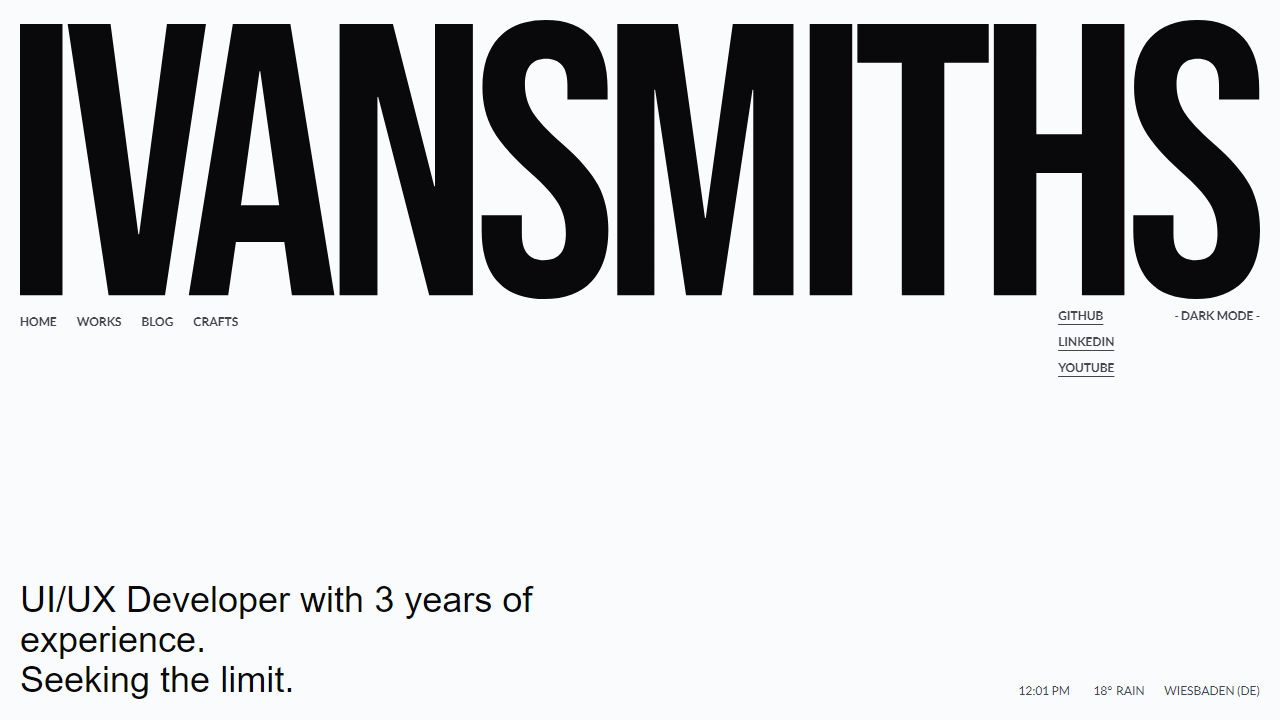 IVANSMITHS
HOME WORKS BLOG CRAFTS
GITHUB
LINKEDIN
YOUTUBE
- DARK MODE -
UI/UX Developer with 3 years of
experience.
Seeking the limit.
12:01 PM 18° RAIN WIESBADEN (DE)